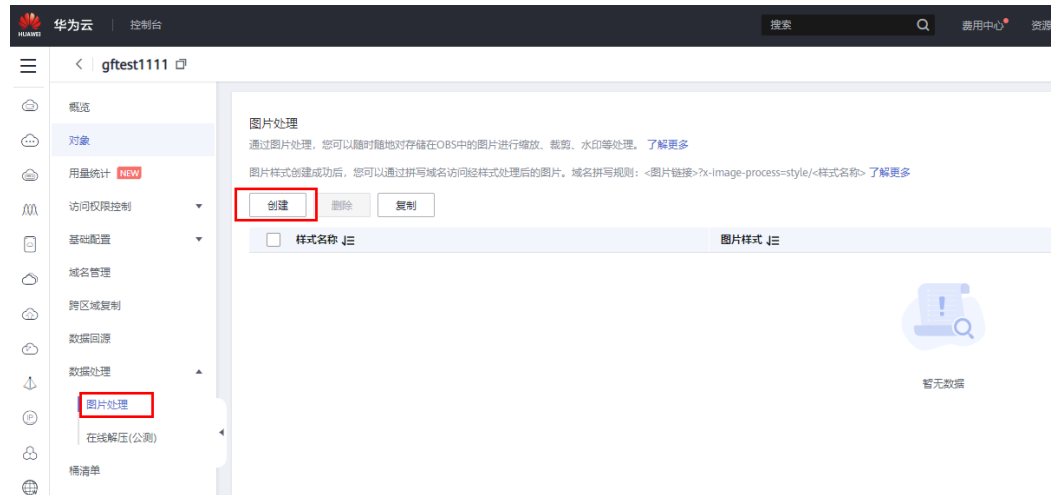 HUAWEI 华为云 控制台 搜索 费用中心 资源
gftest1111
概览
对象
用量统计 NEW
访问权限控制
基础配置
域名管理
跨区域复制
数据回源
数据处理
图片处理
在线解压(公测)
桶清单
图片处理
通过图片处理，您可以随时随地对存储在OBS中的图片进行缩放、裁剪、水印等处理。 了解更多
图片样式创建成功后，您可以通过拼写域名访问经样式处理后的图片。域名拼写规则：<图片链接>?x-image-process=style/<样式名称> 了解更多
创建 删除 复制
样式名称 图片样式
暂无数据